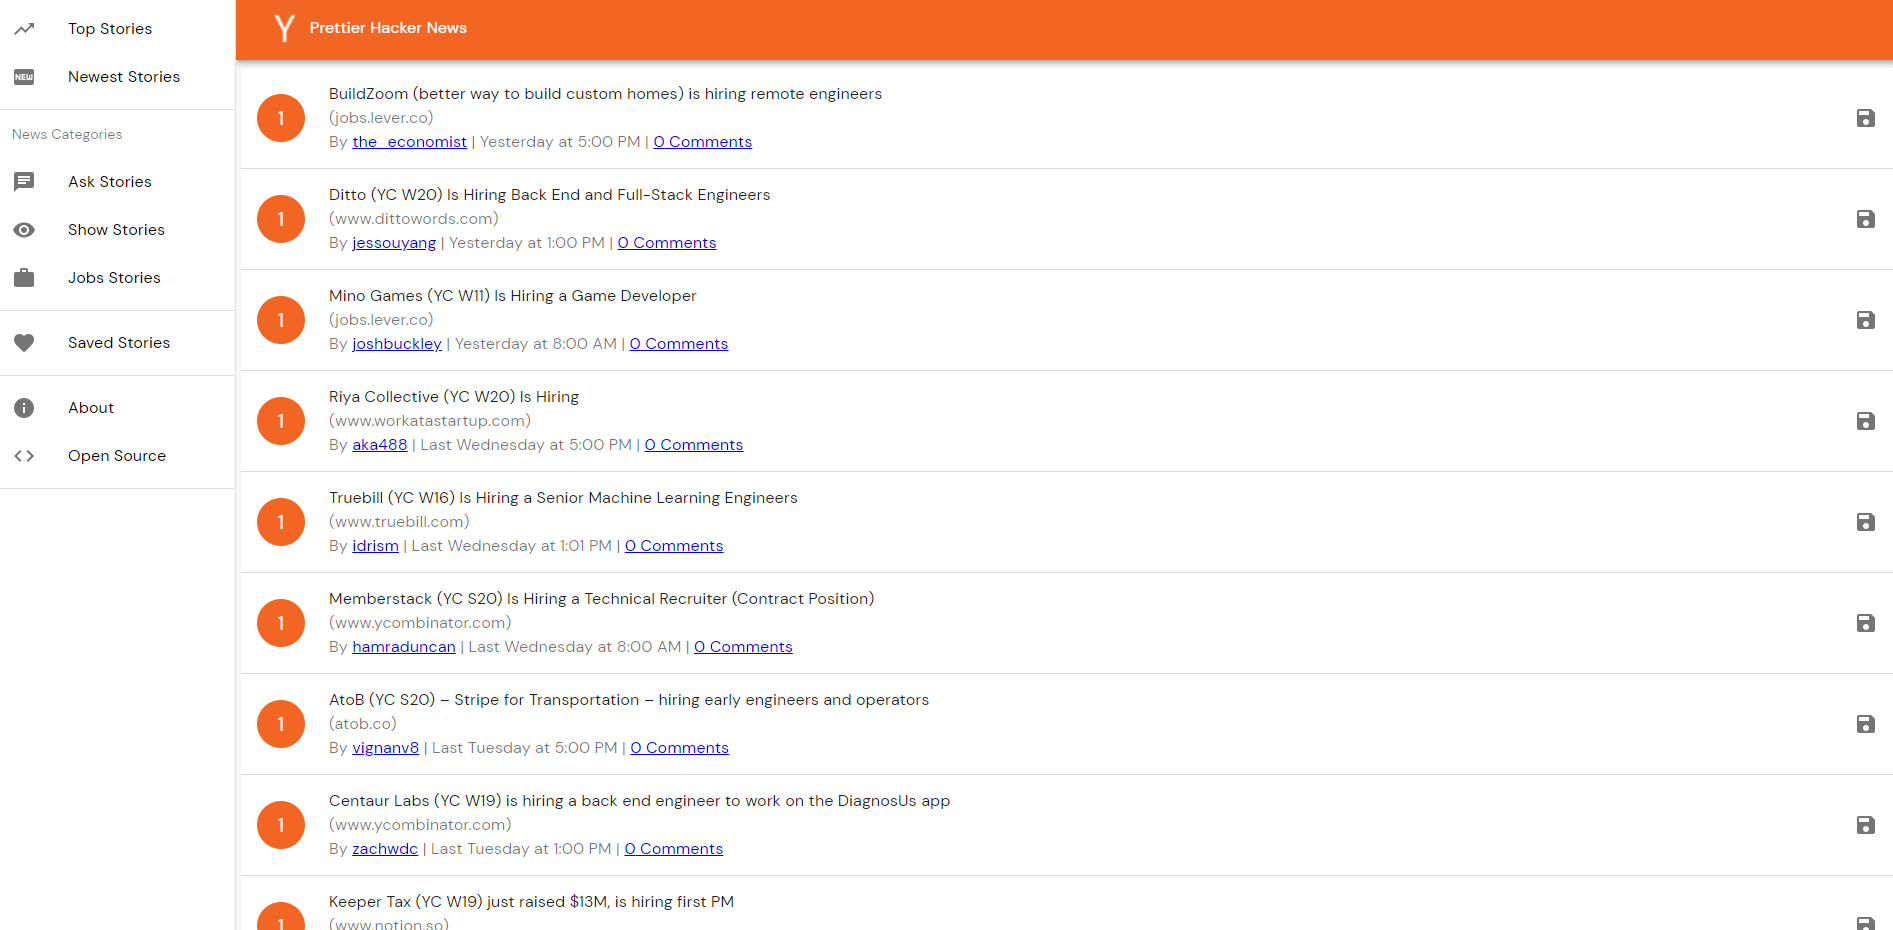 Top Stories
Newest Stories
News Categories
Ask Stories
Show Stories
Jobs Stories
Saved Stories
About
Open Source
Y Prettier Hacker News
1
BuildZoom (better way to build custom homes) is hiring remote engineers
(jobs.lever.co)
By the_economist | Yesterday at 5:00 PM | 0 Comments
1
Ditto (YC W20) Is Hiring Back End and Full-Stack Engineers
(www.dittowords.com)
By jessouyang | Yesterday at 1:00 PM | 0 Comments
1
Mino Games (YC W11) Is Hiring a Game Developer
(jobs.lever.co)
By joshbuckley | Yesterday at 8:00 AM | 0 Comments
1
Riya Collective (YC W20) Is Hiring
(www.workatastartup.com)
By aka488 | Last Wednesday at 5:00 PM | 0 Comments
1
Truebill (YC W16) Is Hiring a Senior Machine Learning Engineers
(www.truebill.com)
By idrism | Last Wednesday at 1:01 PM | 0 Comments
1
Memberstack (YC S20) Is Hiring a Technical Recruiter (Contract Position)
(www.ycombinator.com)
By hamraduncan | Last Wednesday at 8:00 AM | 0 Comments
1
AtoB (YC S20) – Stripe for Transportation – hiring early engineers and operators
(atob.co)
By vignanv8 | Last Tuesday at 5:00 PM | 0 Comments
1
Centaur Labs (YC W19) is hiring a back end engineer to work on the DiagnosUs app
(www.ycombinator.com)
By zachwdc | Last Tuesday at 1:00 PM | 0 Comments
1
Keeper Tax (YC W19) just raised $13M, is hiring first PM
(www.notion.so)